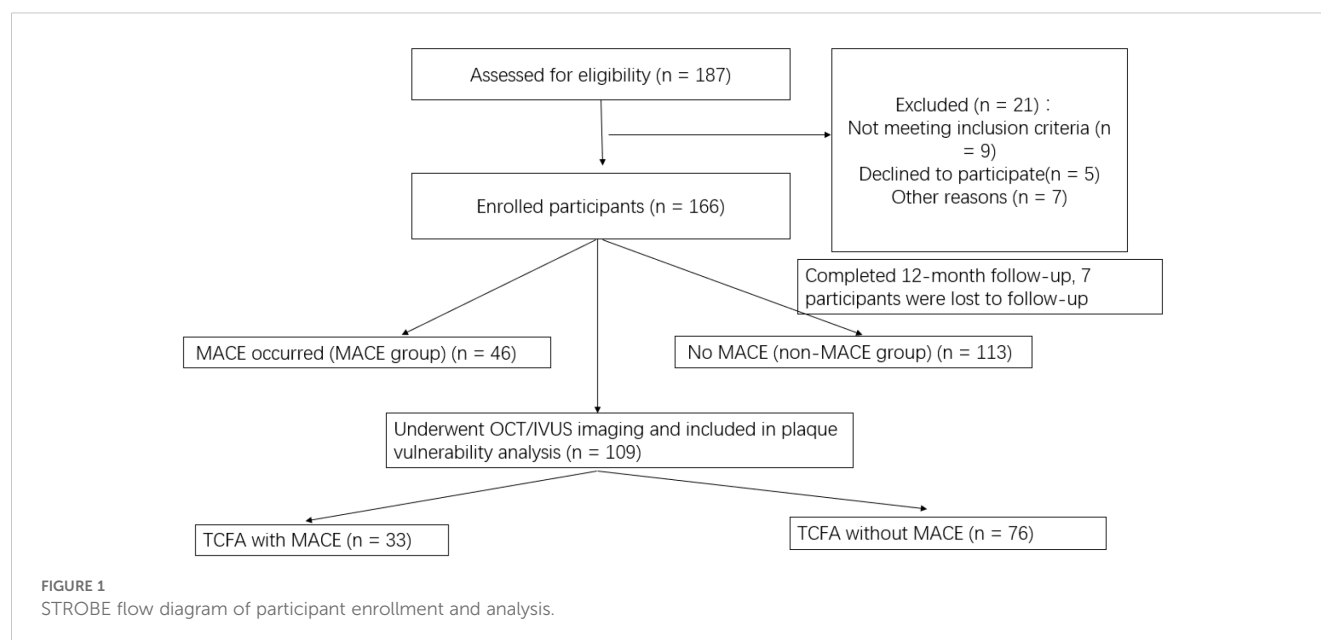 Assessed for eligibility (n = 187)
Excluded (n = 21)：
Not meeting inclusion criteria (n
= 9)
Declined to participate(n = 5)
Other reasons (n = 7)
Enrolled participants (n = 166)
Completed 12-month follow-up, 7
participants were lost to follow-up
MACE occurred (MACE group) (n = 46)
No MACE (non-MACE group) (n = 113)
Underwent OCT/IVUS imaging and included in plaque
vulnerability analysis (n = 109)
TCFA with MACE (n = 33)
TCFA without MACE (n = 76)
FIGURE 1
STROBE flow diagram of participant enrollment and analysis.